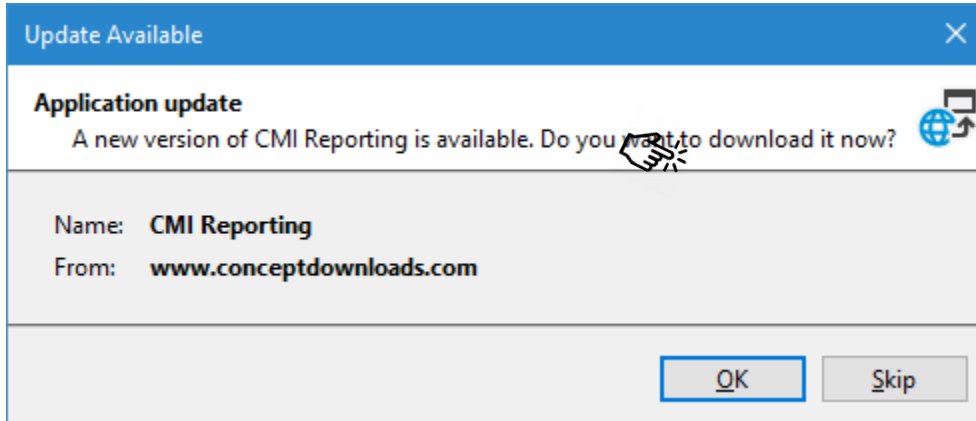 Update Available
Application update
A new version of CMI Reporting is available. Do you want to download it now?
Name: CMI Reporting
From: www.conceptdownloads.com
OK Skip